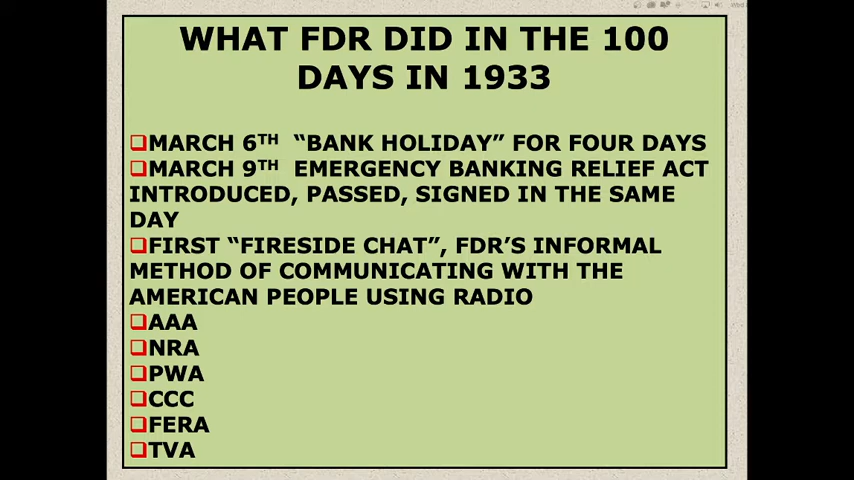 WHAT FDR DID IN THE 100
DAYS IN 1933
MARCH 6TH “BANK HOLIDAY” FOR FOUR DAYS
MARCH 9TH EMERGENCY BANKING RELIEF ACT
INTRODUCED, PASSED, SIGNED IN THE SAME
DAY
FIRST “FIRESIDE CHAT”, FDR’S INFORMAL
METHOD OF COMMUNICATING WITH THE
AMERICAN PEOPLE USING RADIO
AAA
NRA
PWA
CCC
FERA
TVA